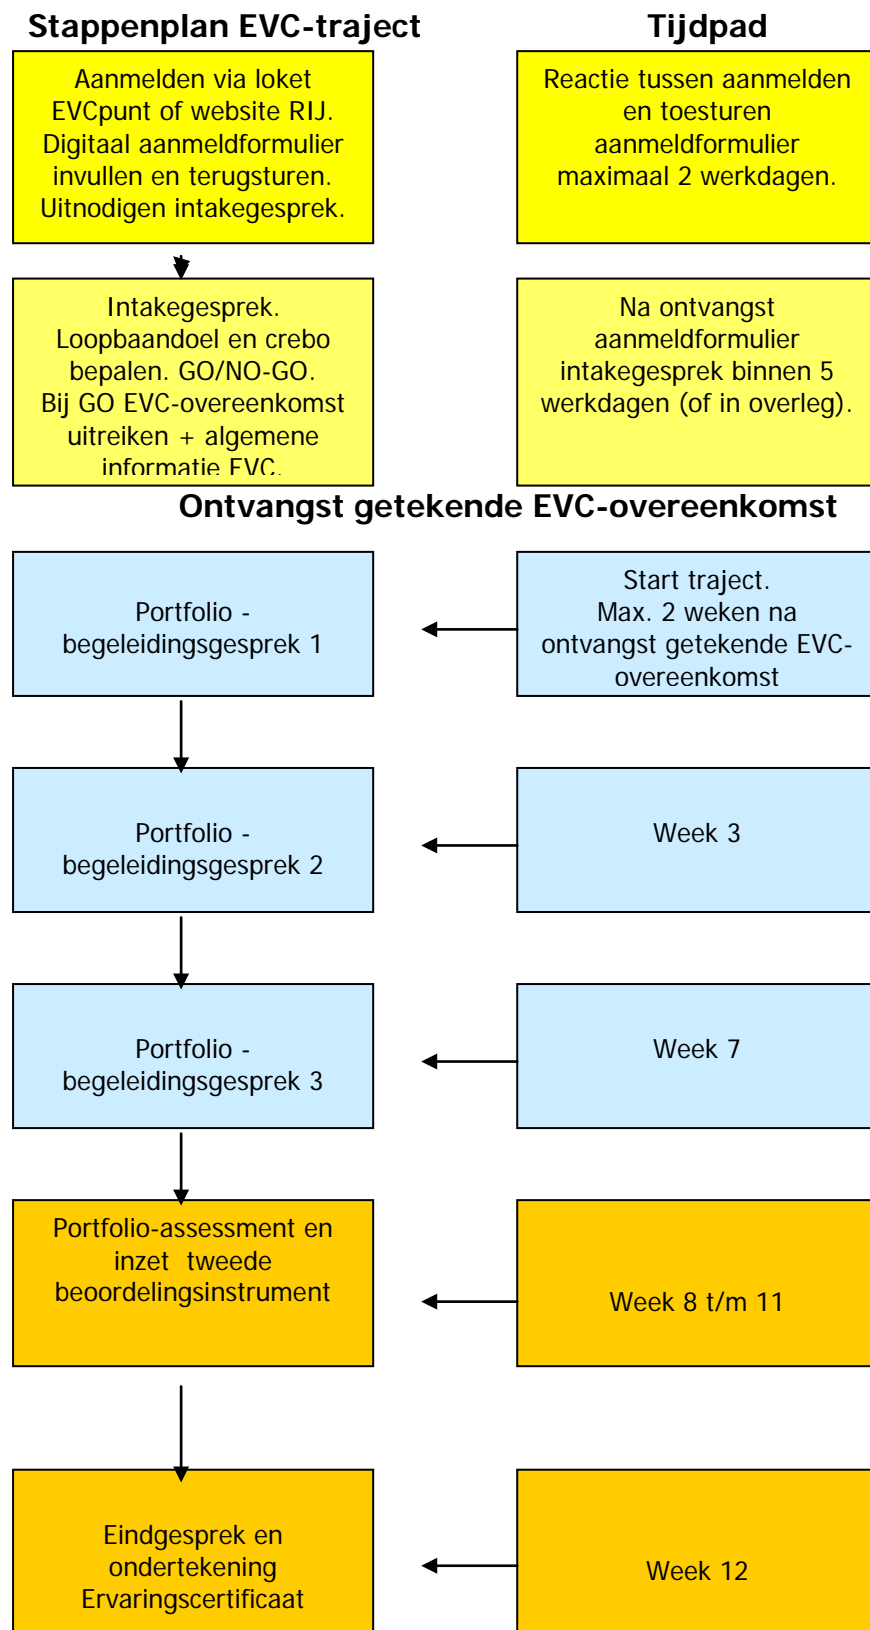 Stappenplan EVC-traject
Tijdpad
Aanmelden via loket
EVCpunt of website RIJ.
Digitaal aanmeldformulier
invullen en terugsturen.
Uitnodigen intakegesprek.
Reactie tussen aanmelden
en toesturen
aanmeldformulier
maximaal 2 werkdagen.
Intakegesprek.
Loopbaandoel en crebo
bepalen. GO/NO-GO.
Bij GO EVC-overeenkomst
uitreiken + algemene
informatie EVC.
Na ontvangst
aanmeldformulier
intakegesprek binnen 5
werkdagen (of in overleg).
Ontvangst getekende EVC-overeenkomst
Portfolio -
begeleidingsgesprek 1
Start traject.
Max. 2 weken na
ontvangst getekende EVC-
overeenkomst
Portfolio -
begeleidingsgesprek 2
Week 3
Portfolio -
begeleidingsgesprek 3
Week 7
Portfolio-assessment en
inzet  tweede
beoordelingsinstrument
Week 8 t/m 11
Eindgesprek en
ondertekening
Ervaringscertificaat
Week 12